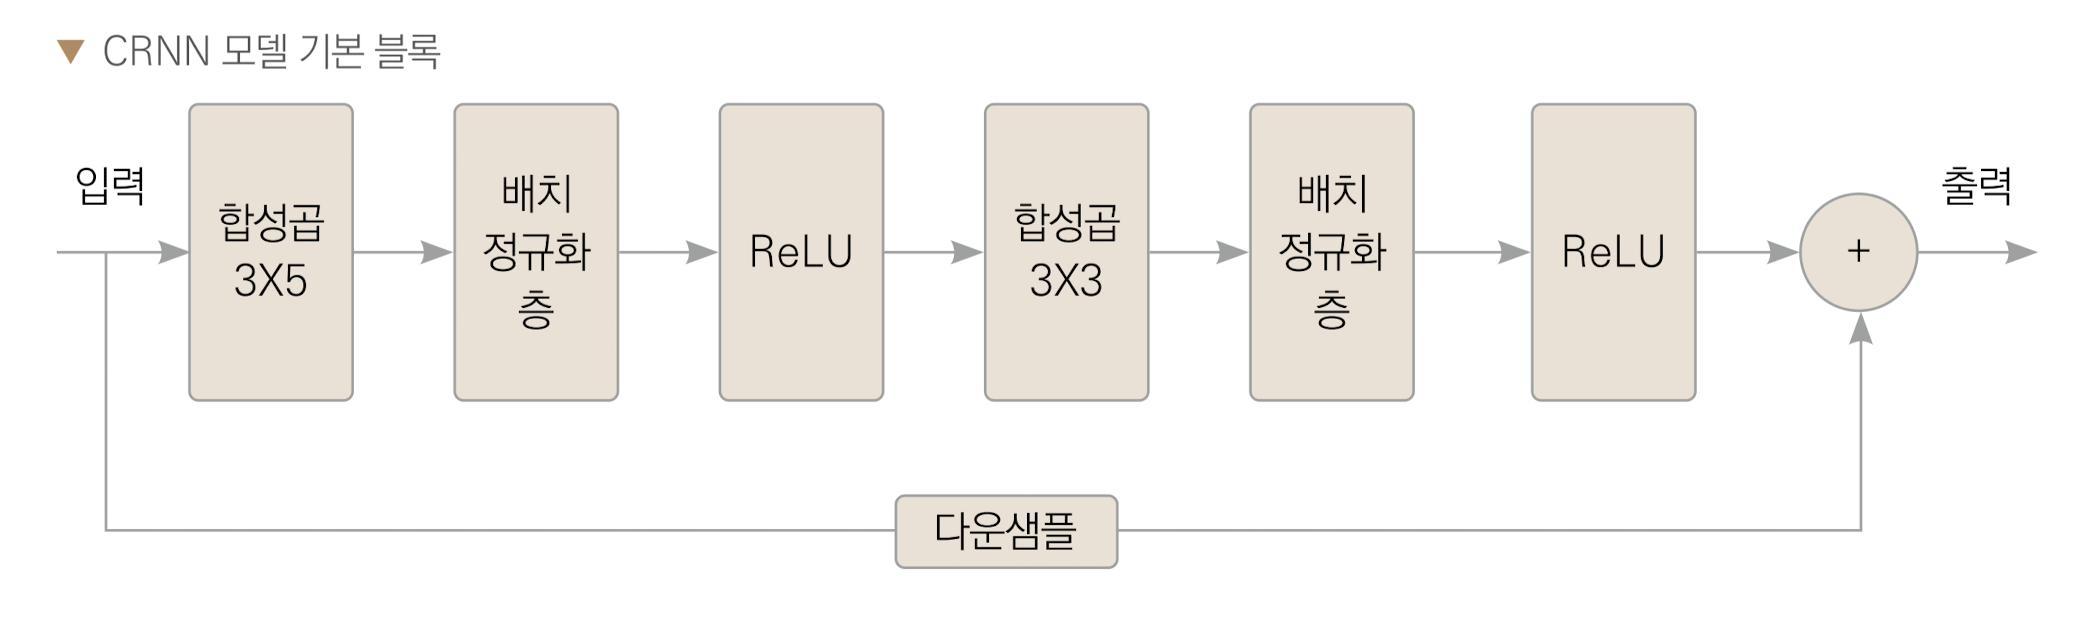 ▼ CRNN 모델 기본 블록
입력
합성곱
3X5
배치
정규화
층
ReLU
합성곱
3X3
배치
정규화
층
ReLU
+
출력
다운샘플